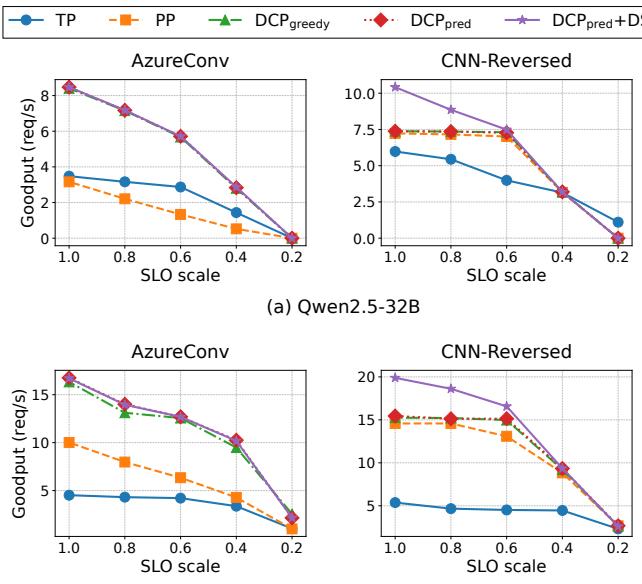 TP PP DCPgreedy DCPpred DCPpred+DS
AzureConv CNN-Reversed
Goodput (req/s)
8
6
4
2
0
10.0
7.5
5.0
2.5
0.0
1.0 0.8 0.6 0.4 0.2 1.0 0.8 0.6 0.4 0.2
SLO scale SLO scale
(a) Qwen2.5-32B
AzureConv CNN-Reversed
Goodput (req/s)
15
10
5
20
15
10
5
1.0 0.8 0.6 0.4 0.2 1.0 0.8 0.6 0.4 0.2
SLO scale SLO scale